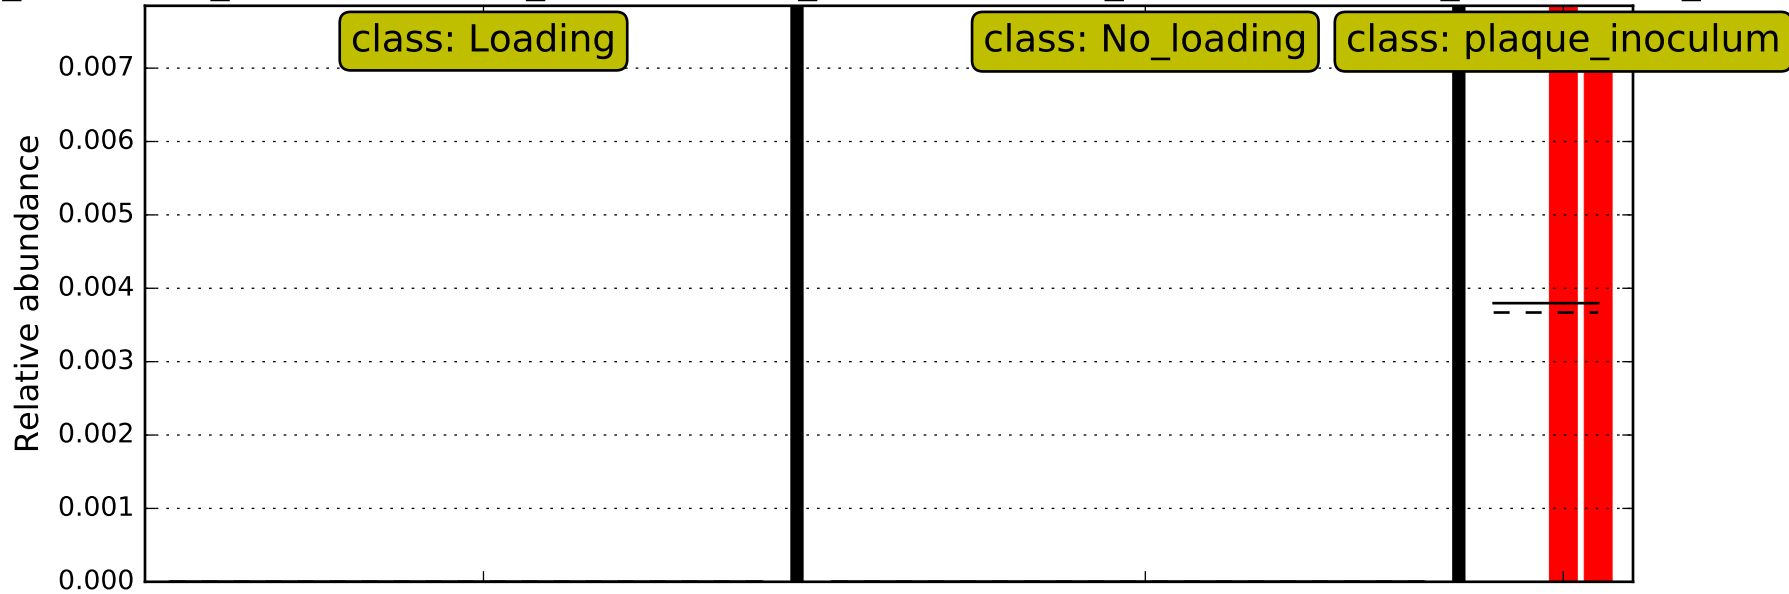 class: Loading
class: No_loading
class: plaque_inoculum
0.007
0.006
0.005
0.004
0.003
0.002
0.001
0.000
Relative abundance